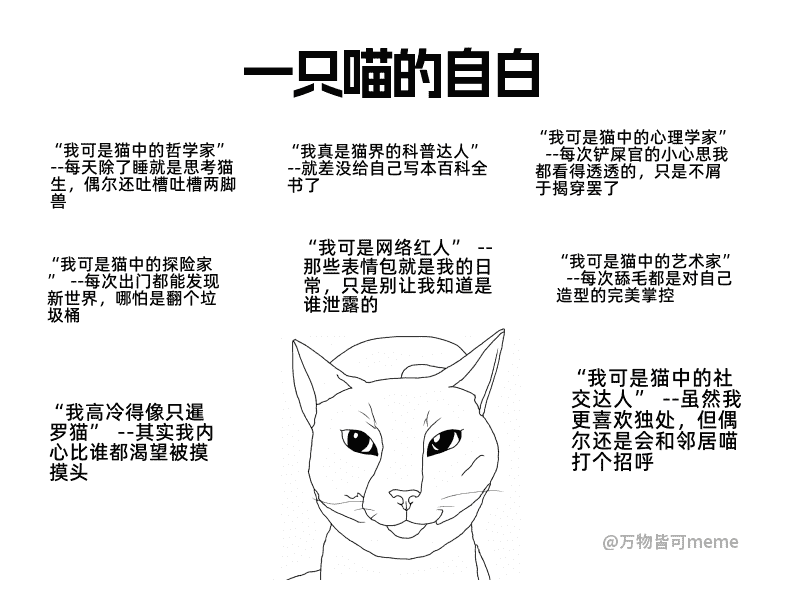 一只喵的自白
“我可是猫中的哲学家”
--每天除了睡就是思考猫
生，偶尔还吐槽吐槽两脚
兽
“我真是猫界的科普达人”
--就差没给自己写本百科全
书了
“我可是猫中的心理学家”
--每次铲屎官的小心思我
都看得透透的，只是不屑
于揭穿罢了
“我可是猫中的探险家
” --每次出门都能发现
新世界，哪怕是翻个垃
圾桶
“我可是网络红人” --
那些表情包就是我的日
常，只是别让我知道是
谁泄露的
“我可是猫中的艺术家”
--每次舔毛都是对自己
造型的完美掌控
“我高冷得像只暹
罗猫” --其实我内
心比谁都渴望被摸
摸头
“我可是猫中的社
交达人” --虽然我
更喜欢独处，但偶
尔还是会和邻居喵
打个招呼
@万物皆可meme